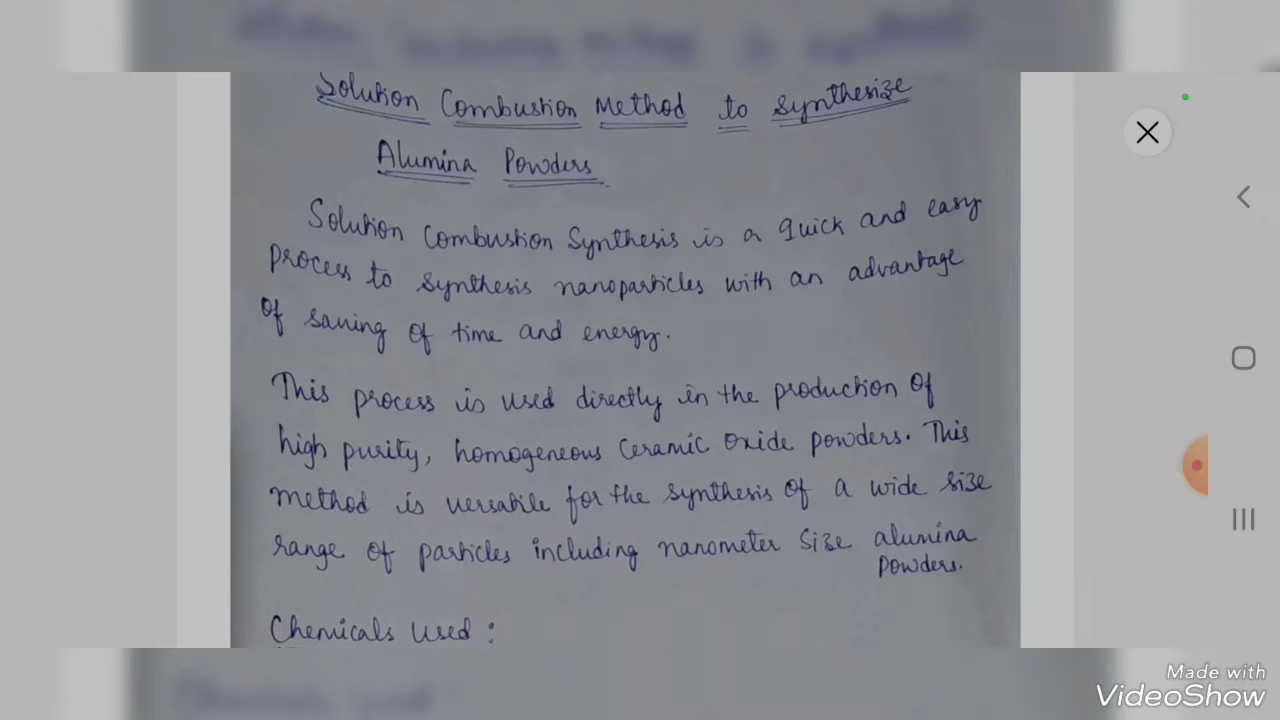 Solution Combustion Method to Synthesize
Alumina Powders
Solution Combustion Synthesis is a quick and easy
process to synthesis nanoparticles with an advantage
of saving of time and energy.
This process is used directly in the production of
high purity, homogeneous ceramic oxide powders. This
method is versatile for the synthesis of a wide size
range of particles including nanometer size alumina
powders.
Chemicals used:
Made with
VideoShow